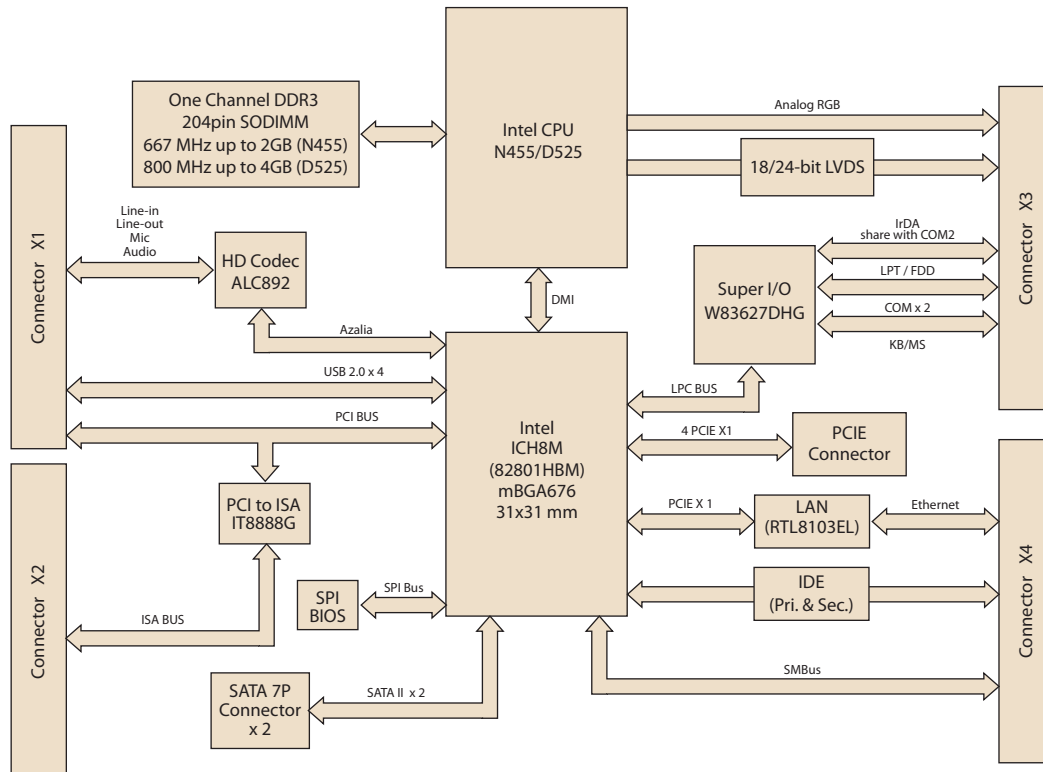 One Channel DDR3
204pin SODIMM
667 MHz up to 2GB (N455)
800 MHz up to 4GB (D525)
Intel CPU
N455/D525
Analog RGB
18/24-bit LVDS
Connector X1
Line-in
Line-out
Mic
Audio
HD Codec
ALC892
Azalia
DMI
Super I/O
W83627DHG
IrDA
share with COM2
LPT / FDD
COM x 2
KB/MS
Connector X3
USB 2.0 x 4
PCI BUS
LPC BUS
Intel
ICH8M
(82801HBM)
mBGA676
31x31 mm
4 PCIE X1
PCIE
Connector
PCI to ISA
IT8888G
PCIE X 1
LAN
(RTL8103EL)
Ethernet
Connector X2
ISA BUS
SPI
BIOS
SPI Bus
IDE
(Pri. & Sec.)
Connector X4
SMBus
SATA 7P
Connector
x 2
SATA II x 2